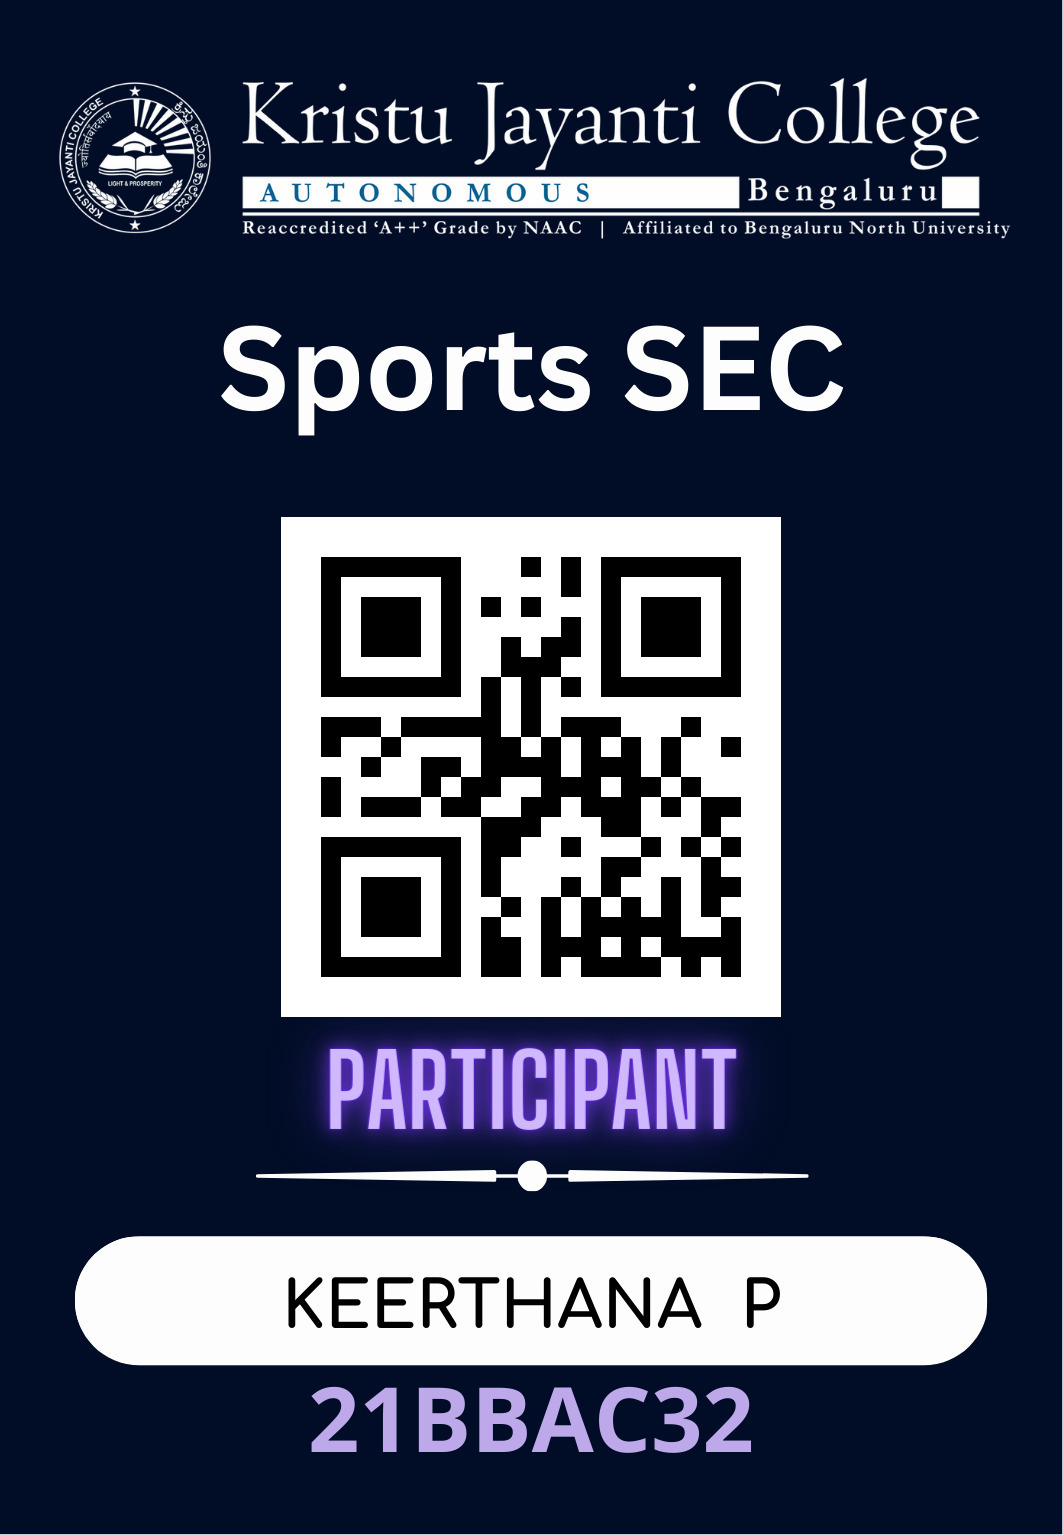 Kristu Jayanti College
AUTONOMOUS Bengaluru
Reaccredited ‘A++’ Grade by NAAC | Affiliated to Bengaluru North University
KRISTU JAYANTI COLLEGE
LIGHT & PROSPERITY
Sports SEC
PARTICIPANT
KEERTHANA P
21BBAC32